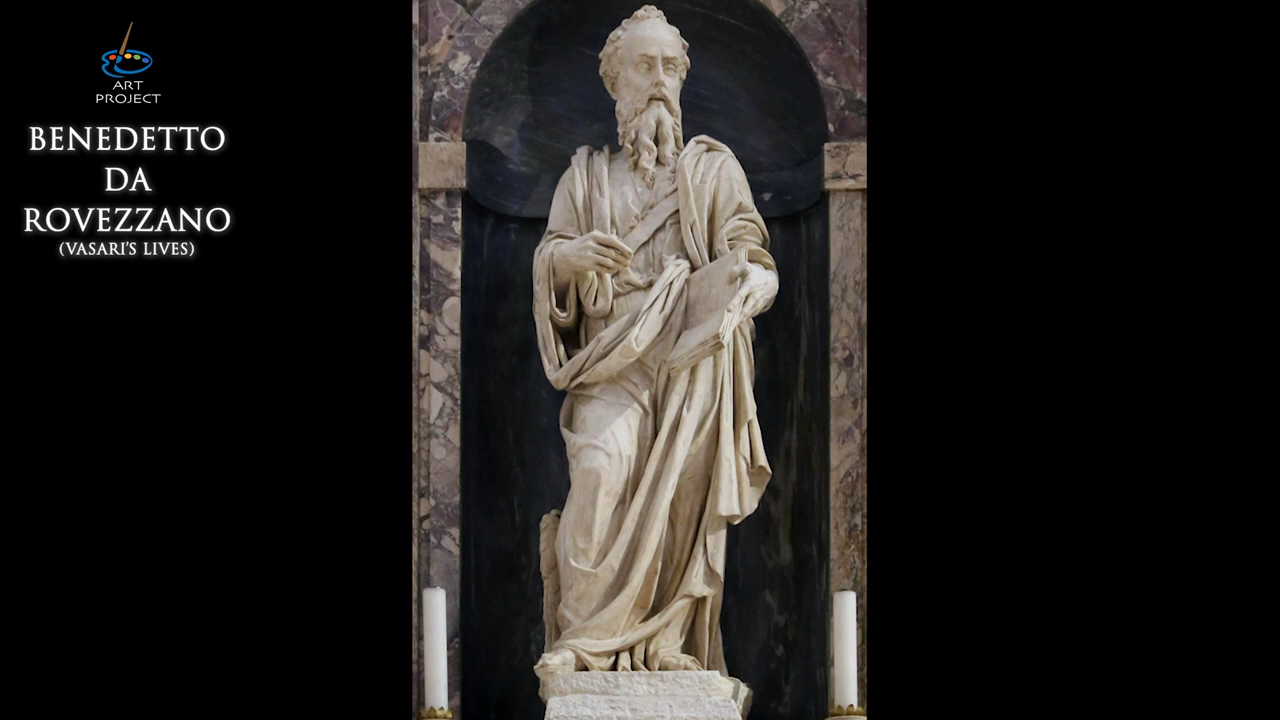 ART
PROJECT
BENEDETTO
DA
ROVEZZANO
(VASARI'S LIVES)